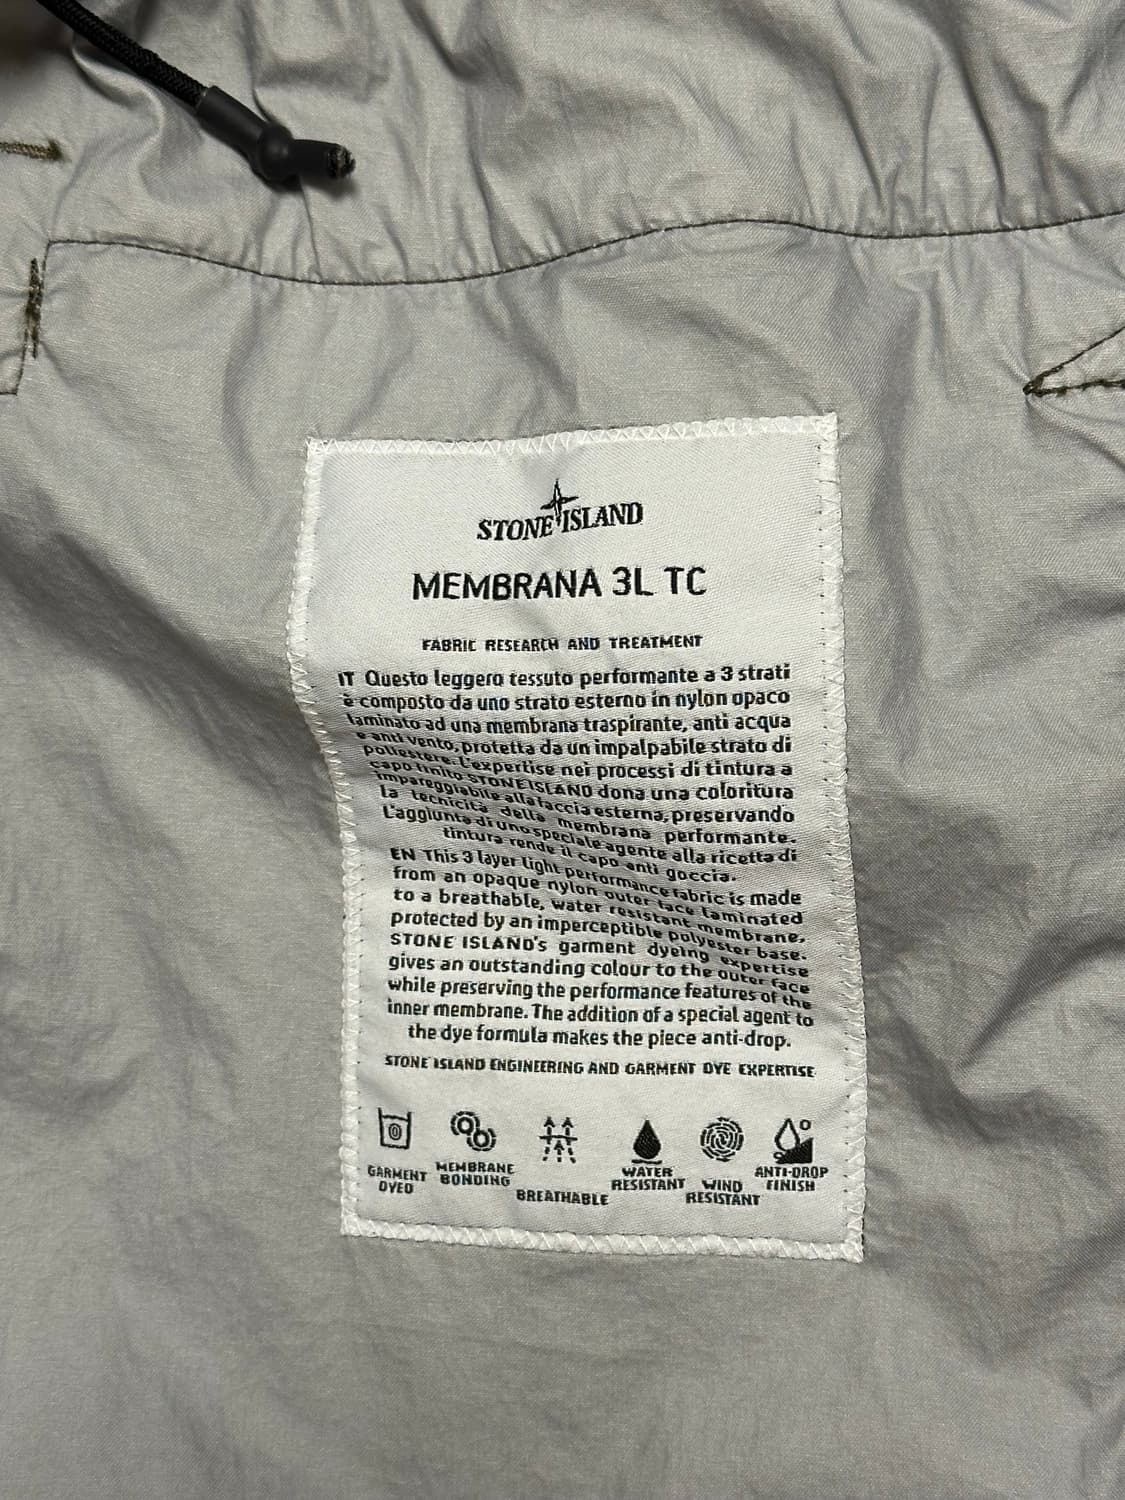 STONE ISLAND
MEMBRANA 3L TC
FABRIC RESEARCH AND TREATMENT
IT Questo leggero tessuto performante a 3 strati
è composto da uno strato esterno in nylon opaco
laminato ad una membrana traspirante, anti acqua
e anti vento, protetta da un impalpabile strato di
poliestere. L'expertise nei processi di tintura a
capo finito STONE ISLAND dona una coloritura
impareggiabile alla faccia esterna, preservando
la tecnicità della membrana performante.
L'aggiunta di uno speciale agente alla ricetta di
tintura rende il capo anti goccia.
EN This 3 layer light performance fabric is made
from an opaque nylon outer face laminated
to a breathable, water resistant membrane,
protected by an imperceptible polyester base.
STONE ISLAND's garment dyeing expertise
gives an outstanding colour to the outer face
while preserving the performance features of the
inner membrane. The addition of a special agent to
the dye formula makes the piece anti-drop.
STONE ISLAND ENGINEERING AND GARMENT DYE EXPERTISE
GARMENT DYED
MEMBRANE BONDING
BREATHABLE
WATER RESISTANT
WIND RESISTANT
ANTI-DROP FINISH